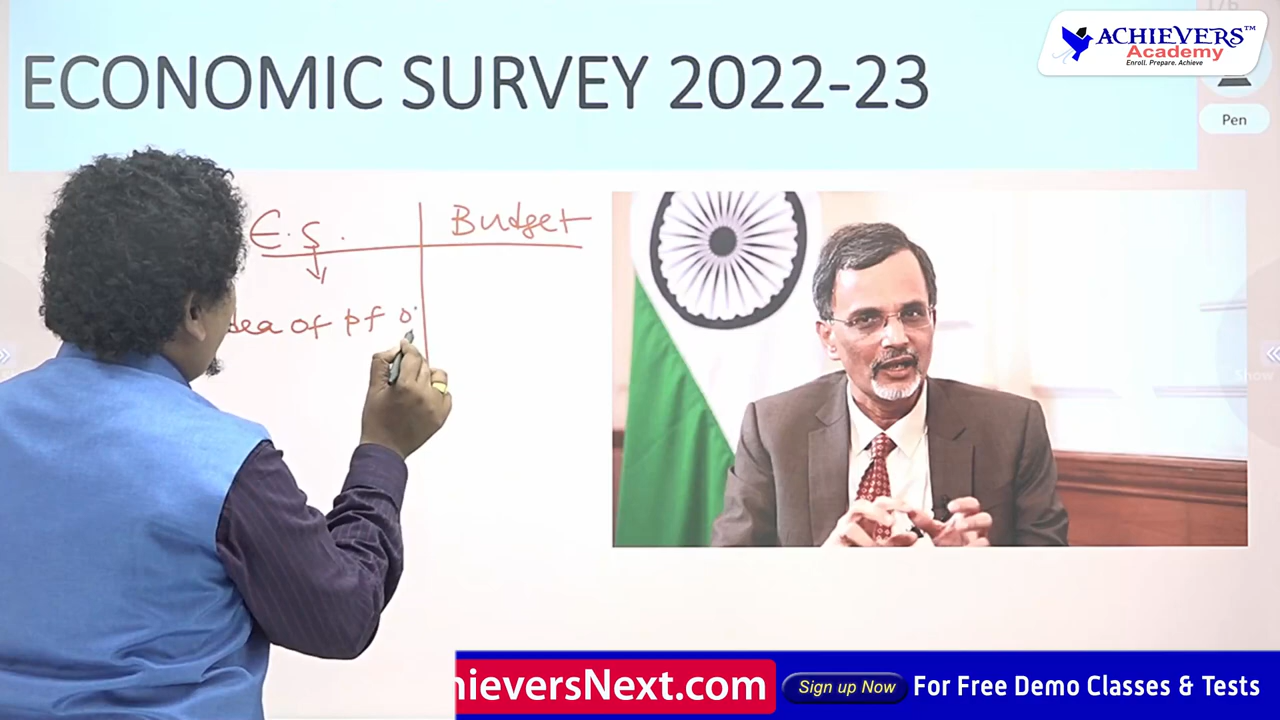 ACHIEVERS™
Academy
Enroll. Prepare. Achieve
ECONOMIC SURVEY 2022-23
Pen
E.S.
Budget
dea of pf o
Show
hieversNext.com
Sign up Now
For Free Demo Classes & Tests